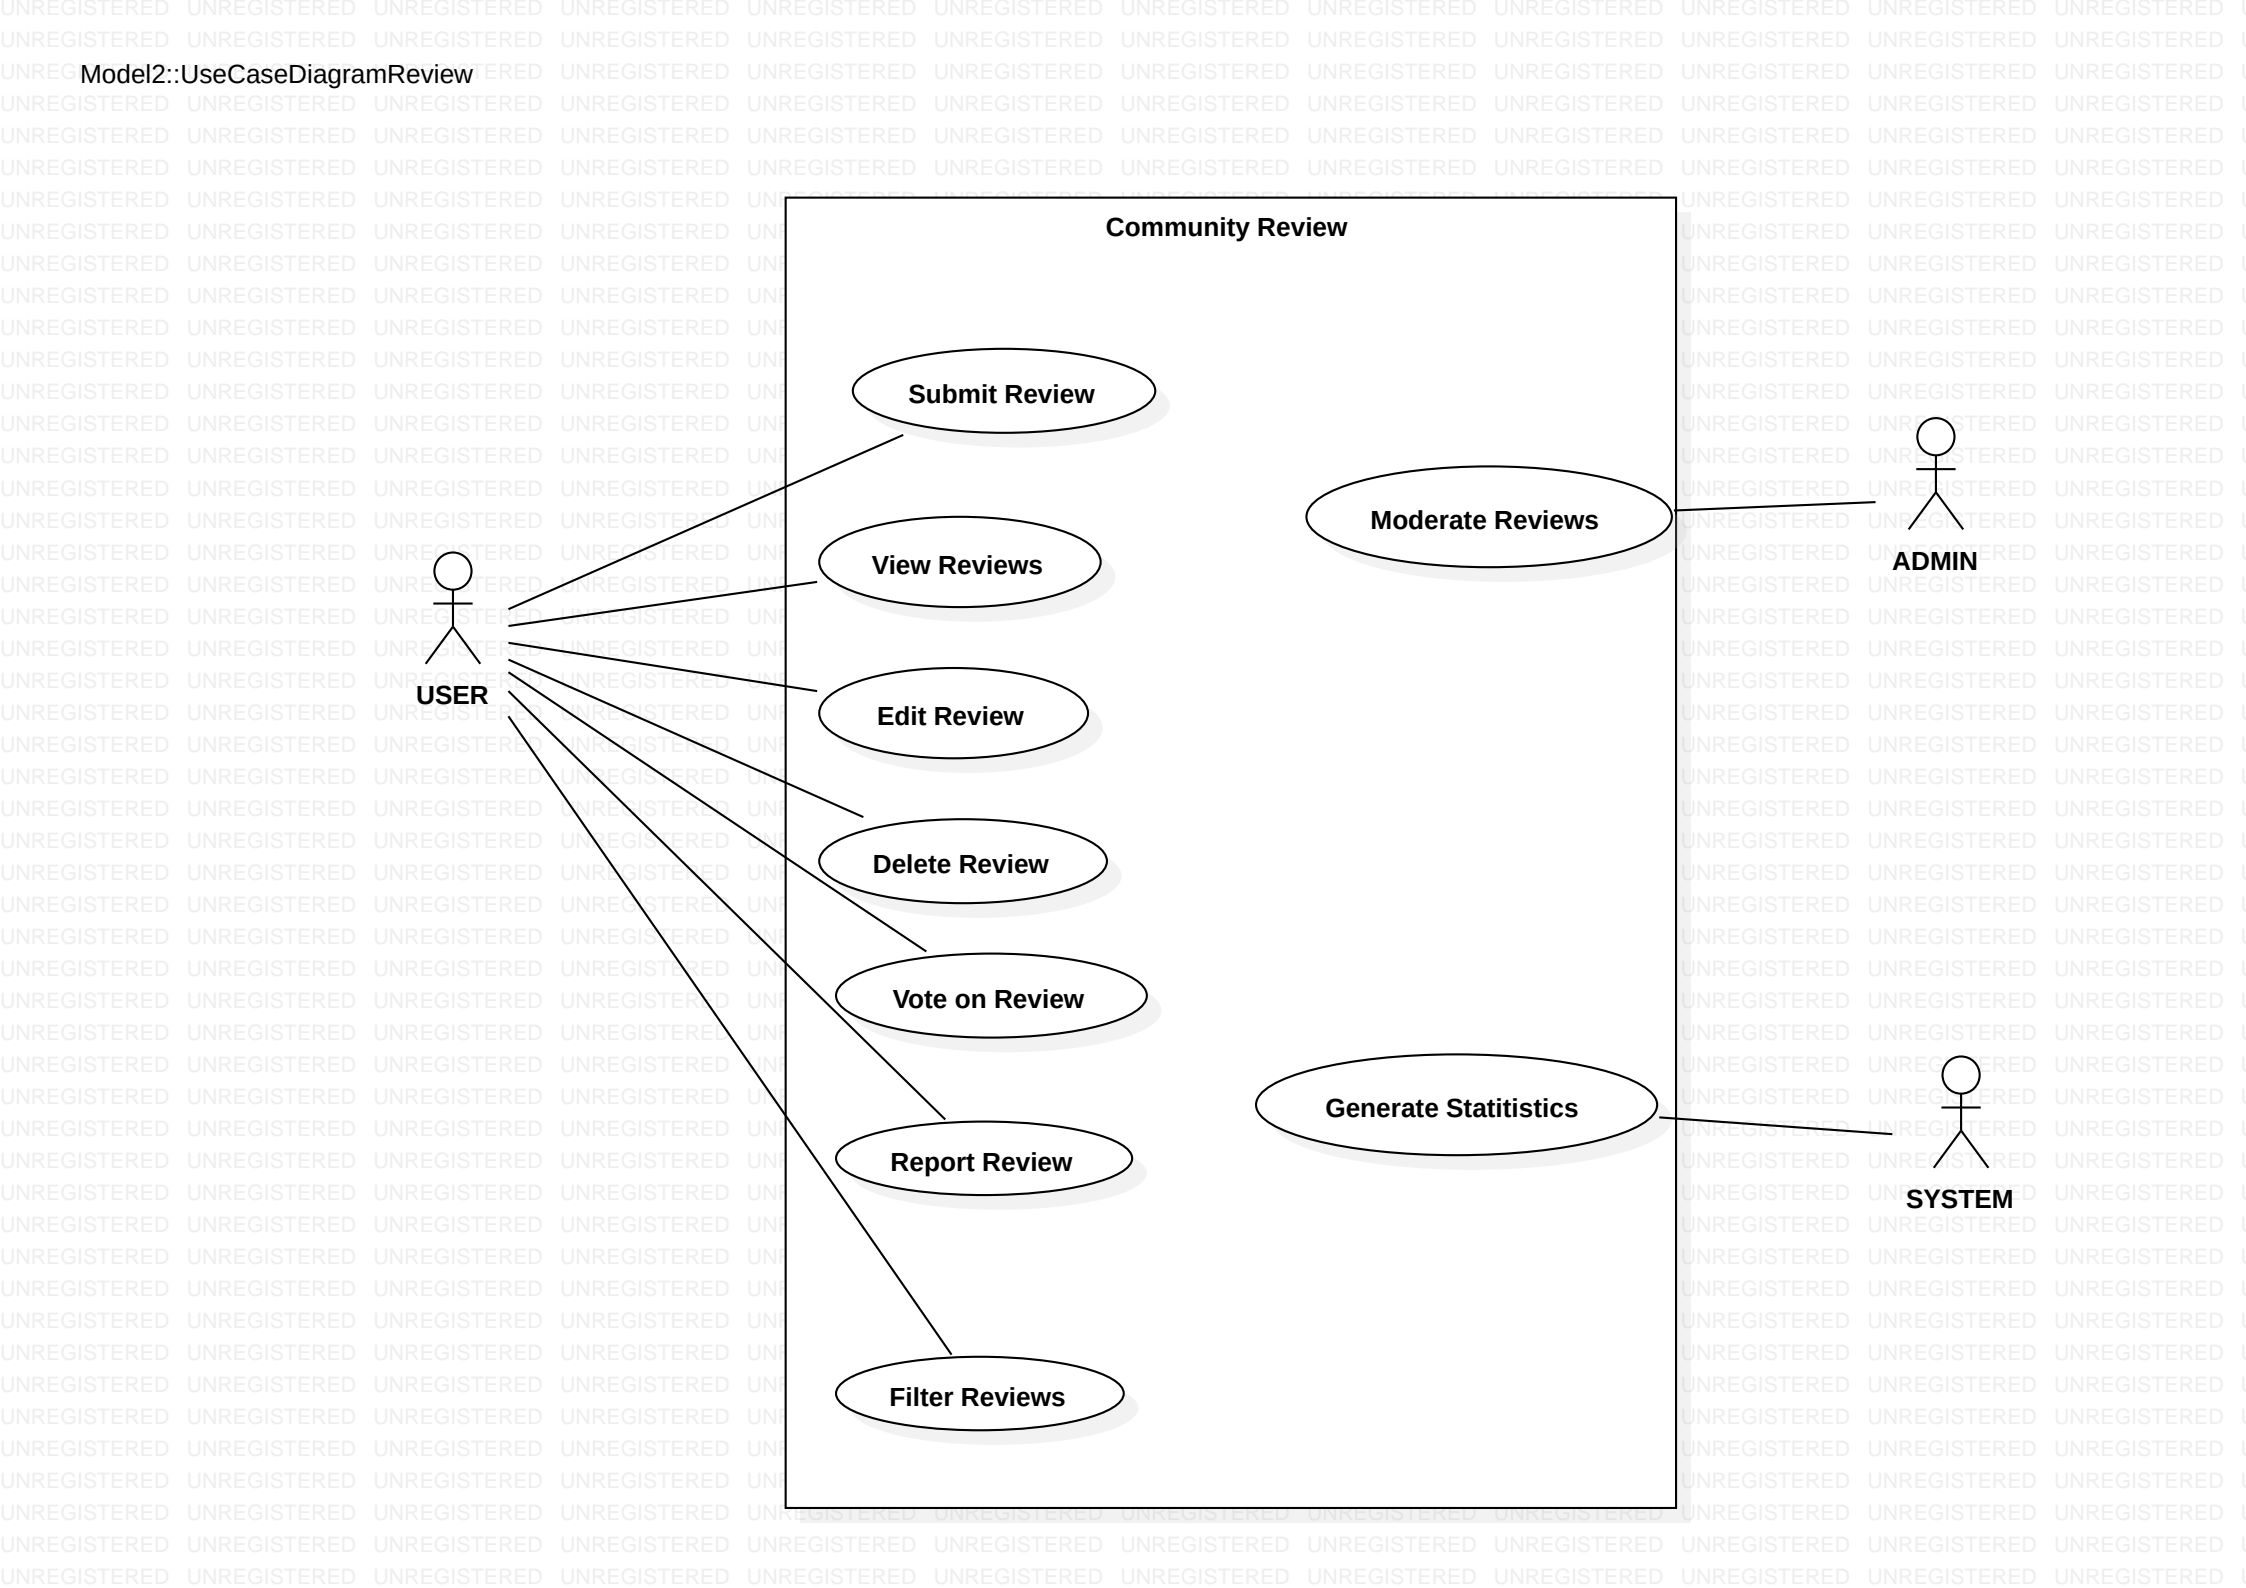 Model2::UseCaseDiagramReview
Community Review
Submit Review
View Reviews
Edit Review
Delete Review
Vote on Review
Report Review
Filter Reviews
Moderate Reviews
Generate Statitistics
USER
ADMIN
SYSTEM
UNREGISTERED